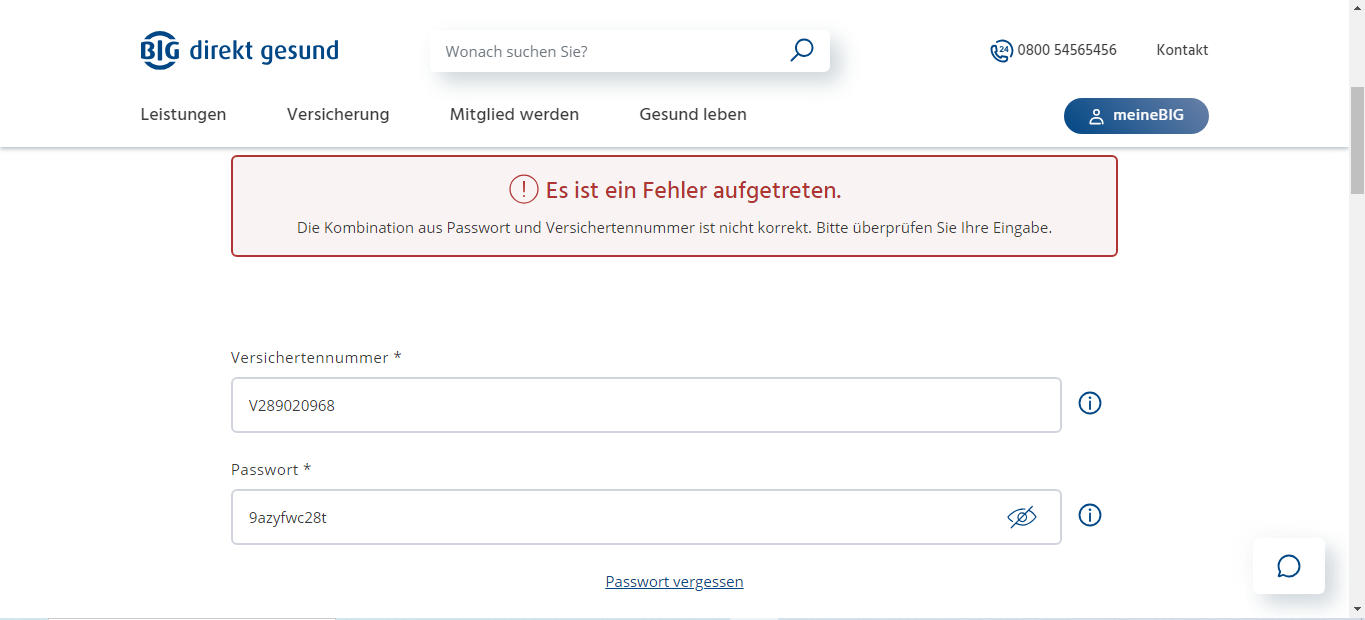 BIG direkt gesund
Wonach suchen Sie?
24
0800 54565456
Kontakt
Leistungen
Versicherung
Mitglied werden
Gesund leben
meineBIG
Es ist ein Fehler aufgetreten.
Die Kombination aus Passwort und Versichertennummer ist nicht korrekt. Bitte überprüfen Sie Ihre Eingabe.
Versichertennummer *
V289020968
Passwort *
9azyfwc28t
Passwort vergessen